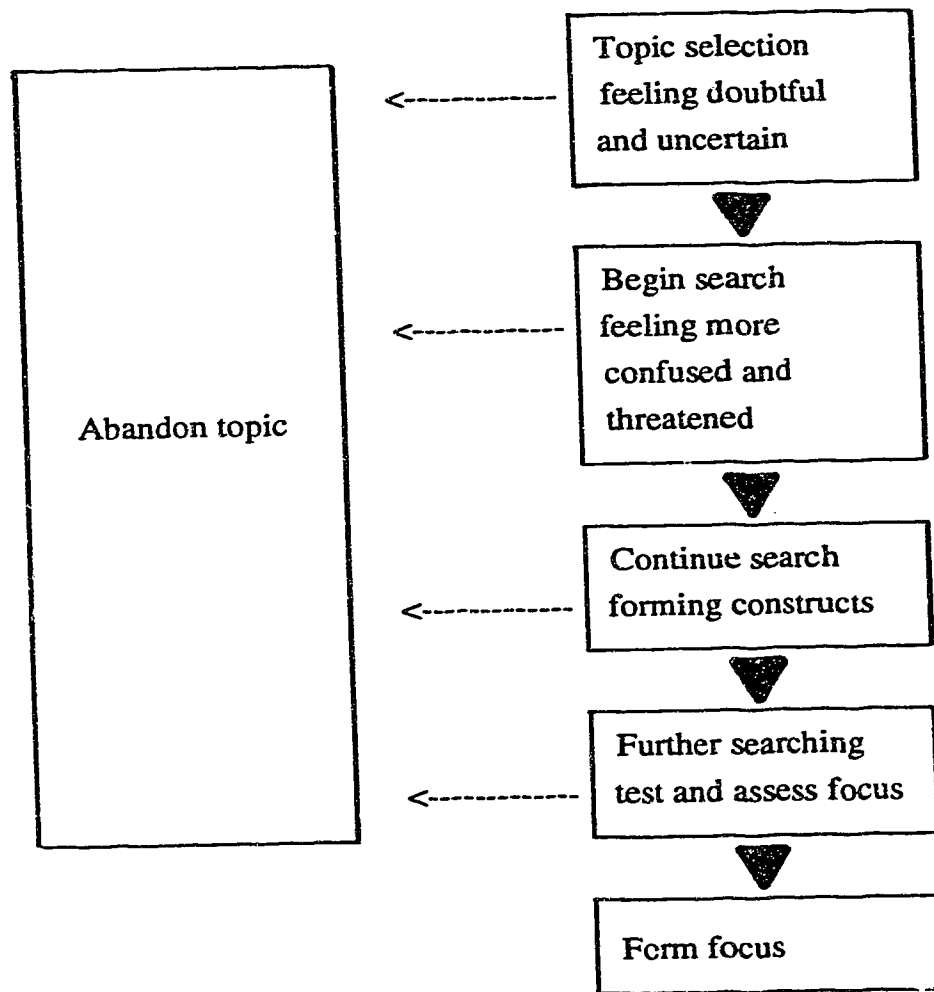 Topic selection
feeling doubtful
and uncertain
Begin search
feeling more
confused and
threatened
Abandon topic
Continue search
forming constructs
Further searching
test and assess focus
Form focus